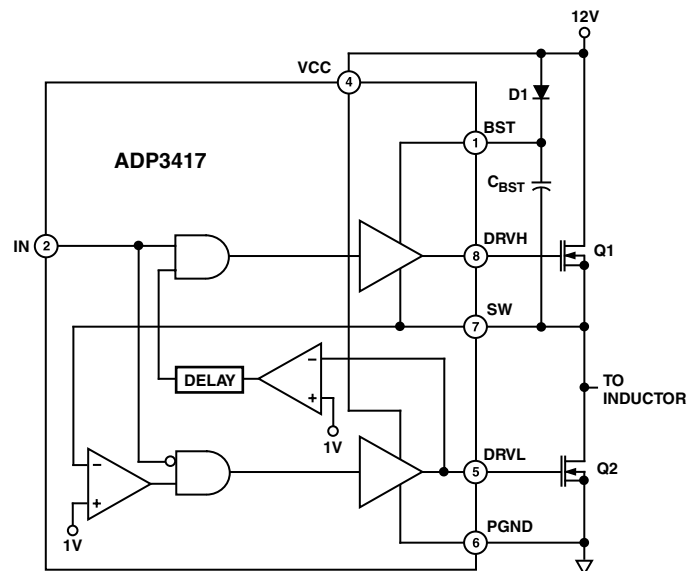 12V
VCC
4
D1
BST
1
ADP3417
CBST
IN
2
DRVH
8
Q1
SW
7
DELAY
−
+
1V
TO
INDUCTOR
−
+
1V
DRVL
5
Q2
PGND
6